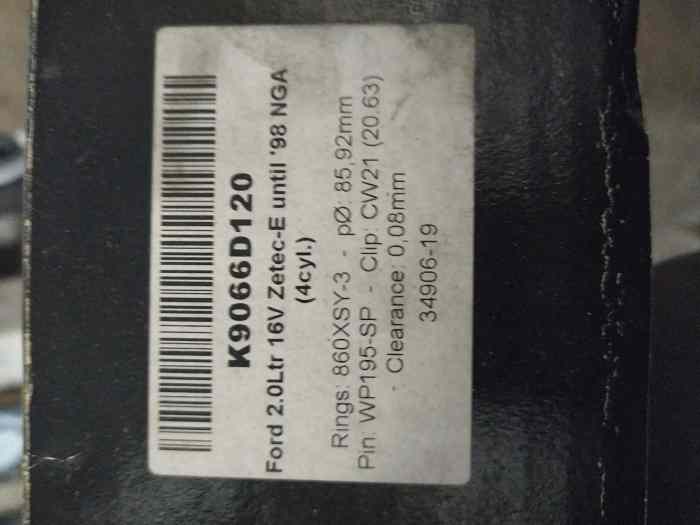 K9066D120
Ford 2.0Ltr 16V Zetec-E until '98 NGA
(4cyl.)
Rings: 860XSY-3 - pØ: 85,92mm
Pin: WP195-SP - Clip: CW21 (20.63)
- Clearance: 0,08mm
34906-19